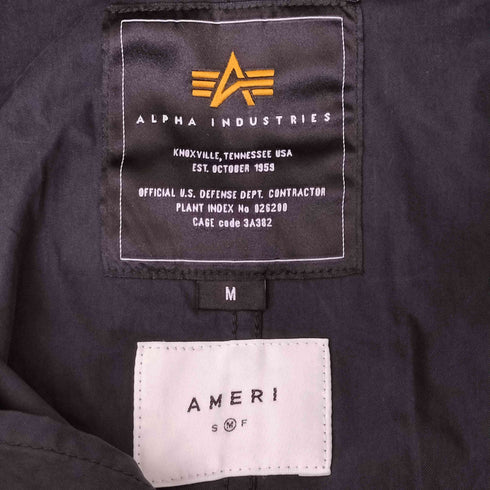 ALPHA INDUSTRIES
KNOXVILLE, TENNESSEE USA
EST. OCTOBER 1959
OFFICIAL U.S. DEFENSE DEPT. CONTRACTOR
PLANT INDEX No 026200
CAGE code 3A382
M
AMERI
S M F